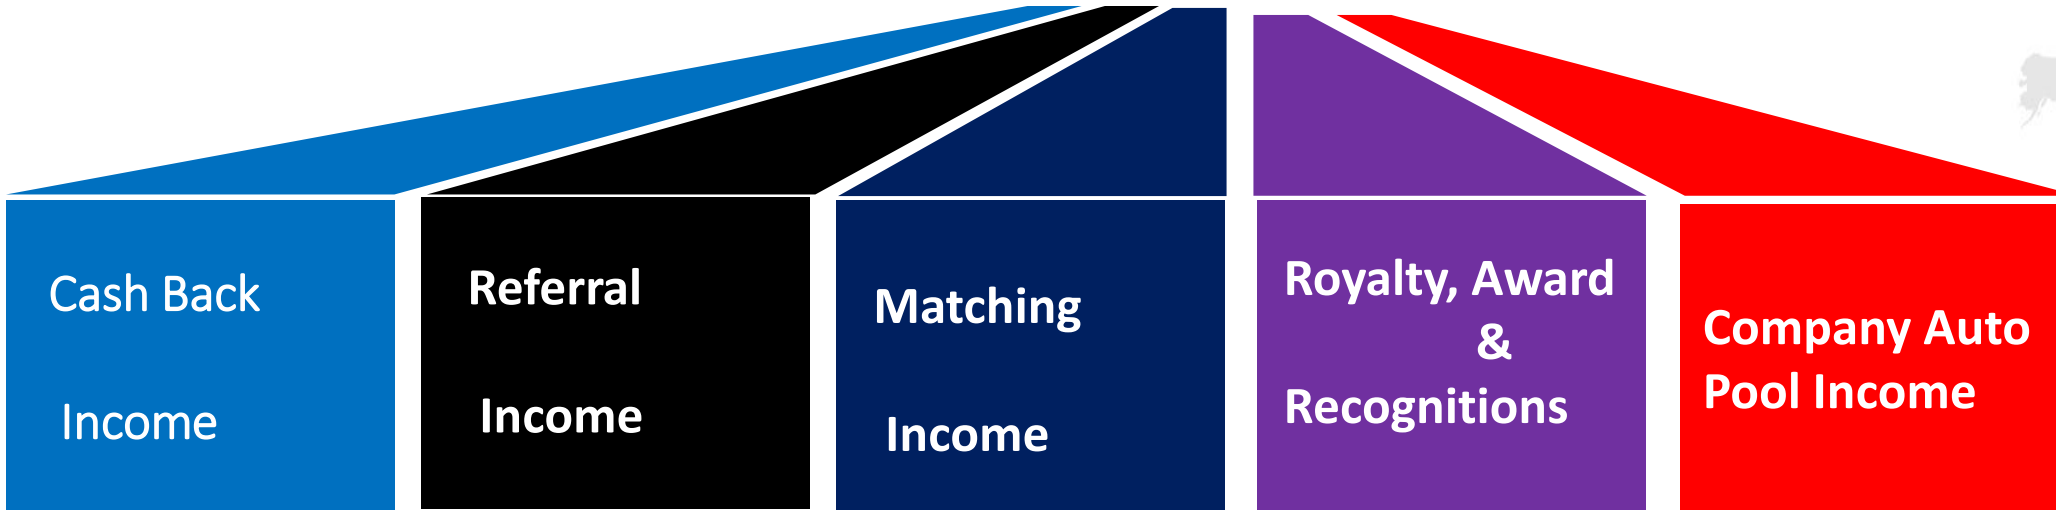 Cash Back
Income
Referral
Income
Matching
Income
Royalty, Award
&
Recognitions
Company Auto
Pool Income